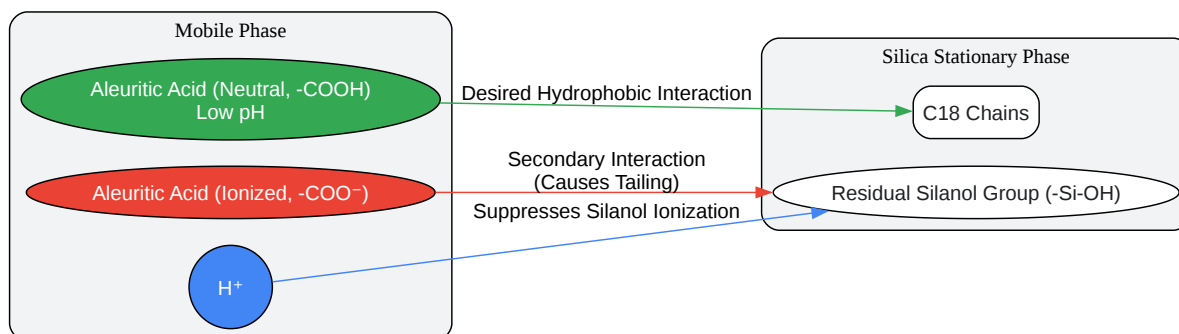 Mobile Phase
Aleuritic Acid (Neutral, -COOH)
Low pH
Aleuritic Acid (Ionized, -COO⁻)
H⁺
Desired Hydrophobic Interaction
Secondary Interaction
(Causes Tailing)
Suppresses Silanol Ionization
Silica Stationary Phase
C18 Chains
Residual Silanol Group (-Si-OH)